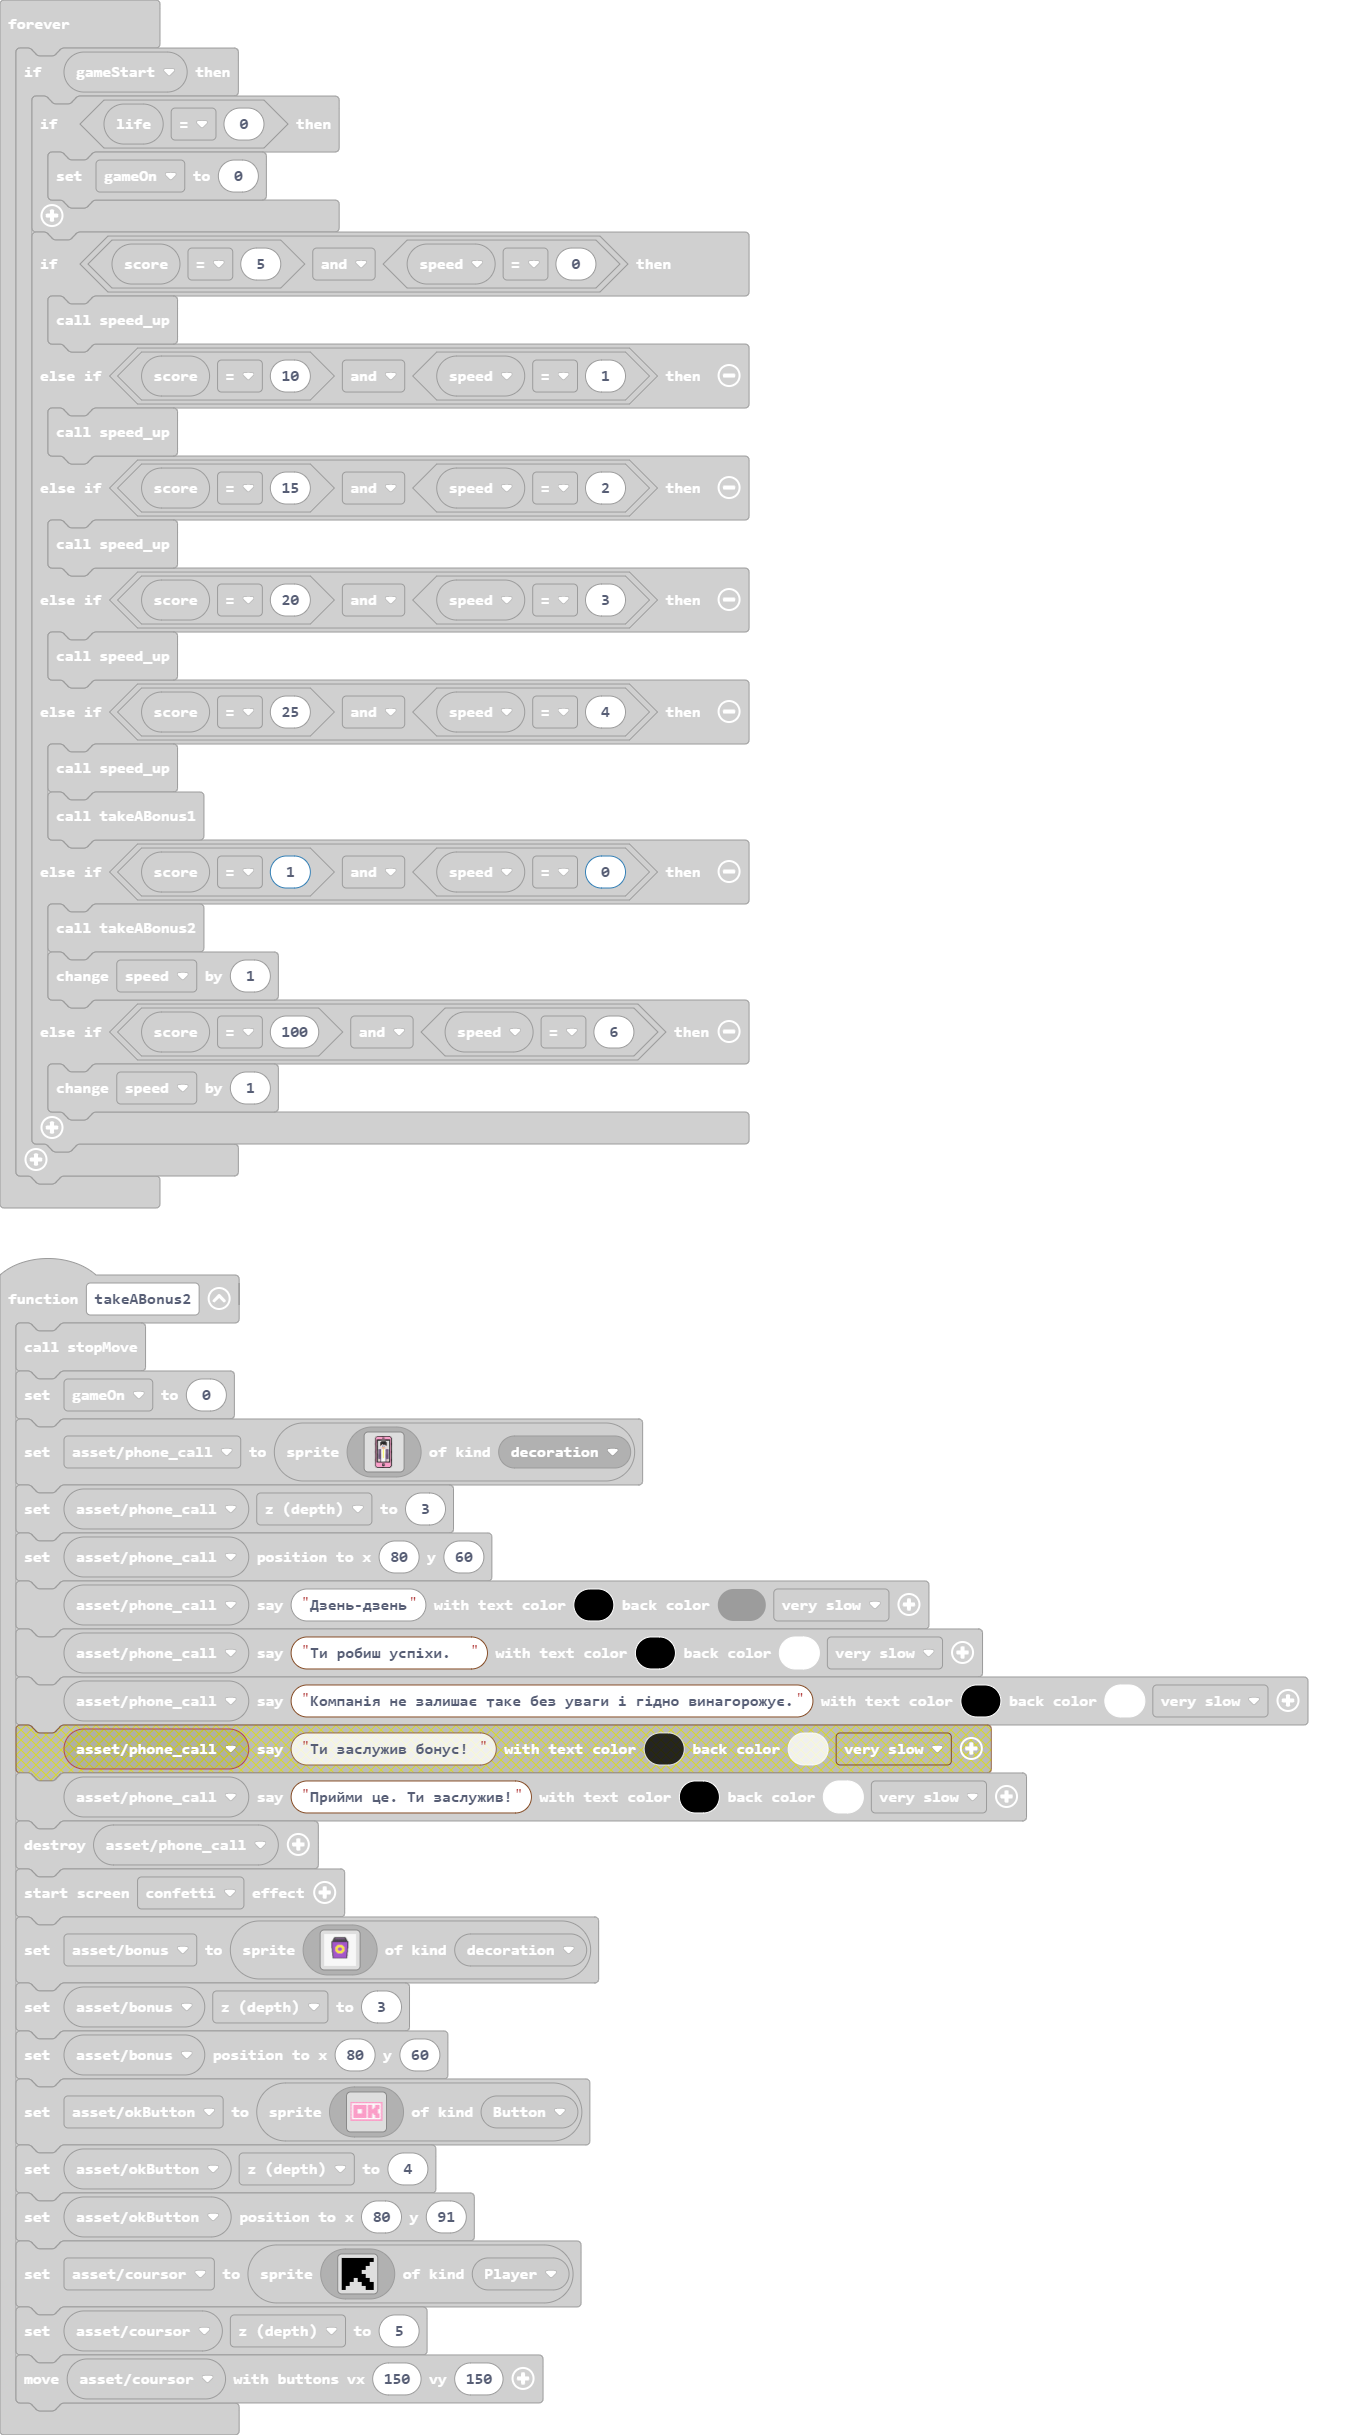 forever
if gameStart then
if life = 0 then
set gameOn to 0
if score = 5 and speed = 0 then
call speed_up
else if score = 10 and speed = 1 then
call speed_up
else if score = 15 and speed = 2 then
call speed_up
else if score = 20 and speed = 3 then
call speed_up
else if score = 25 and speed = 4 then
call speed_up
call takeABonus1
else if score = 1 and speed = 0 then
call takeABonus2
change speed by 1
else if score = 100 and speed = 6 then
change speed by 1
function takeABonus2
call stopMove
set gameOn to 0
set asset/phone_call to sprite of kind decoration
set asset/phone_call z (depth) to 3
set asset/phone_call position to x 80 y 60
asset/phone_call say "Дзень-дзень" with text color back color very slow
asset/phone_call say "Ти робиш успіхи. " with text color back color very slow
asset/phone_call say "Компанія не залишає таке без уваги і гідно винагорожує." with text color back color very slow
asset/phone_call say "Ти заслужив бонус! " with text color back color very slow
asset/phone_call say "Прийми це. Ти заслужив!" with text color back color very slow
destroy asset/phone_call
start screen confetti effect
set asset/bonus to sprite of kind decoration
set asset/bonus z (depth) to 3
set asset/bonus position to x 80 y 60
set asset/okButton to sprite OK of kind Button
set asset/okButton z (depth) to 4
set asset/okButton position to x 80 y 91
set asset/coursor to sprite of kind Player
set asset/coursor z (depth) to 5
move asset/coursor with buttons vx 150 vy 150